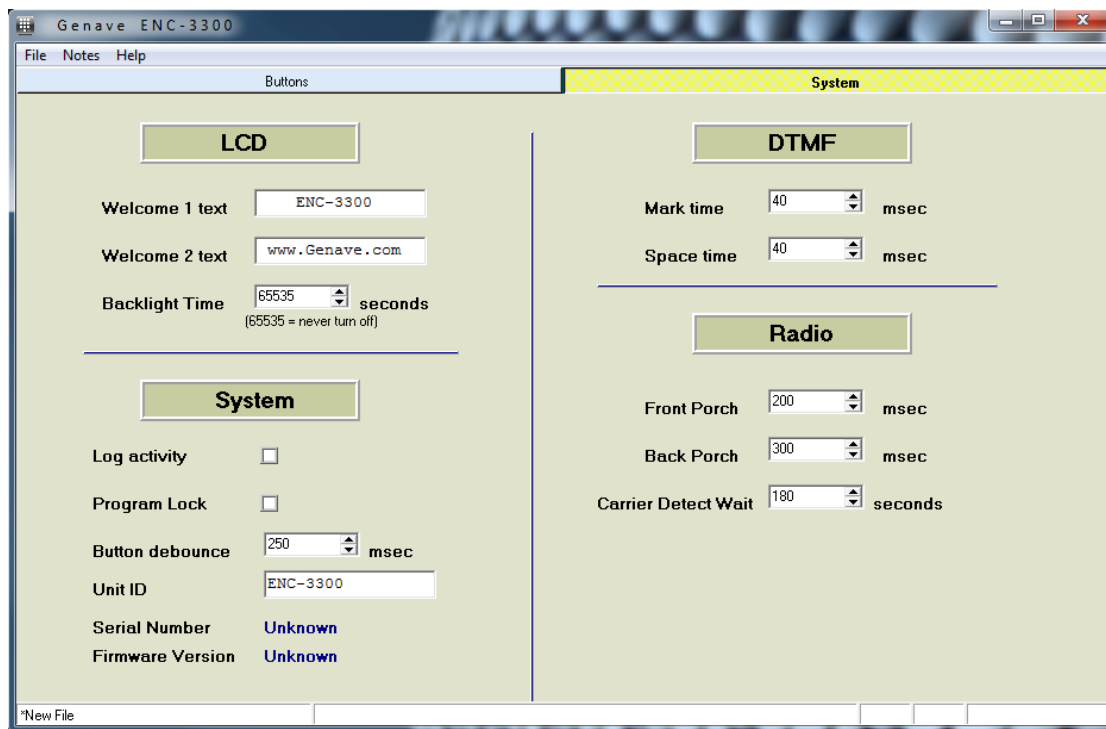 Genave ENC-3300
File Notes Help
Buttons
System
LCD
Welcome 1 text ENC-3300
Welcome 2 text www.Genave.com
Backlight Time 65535 seconds
(65535 = never turn off)
System
Log activity
Program Lock
Button debounce 250 msec
Unit ID ENC-3300
Serial Number Unknown
Firmware Version Unknown
DTMF
Mark time 40 msec
Space time 40 msec
Radio
Front Porch 200 msec
Back Porch 300 msec
Carrier Detect Wait 180 seconds
*New File